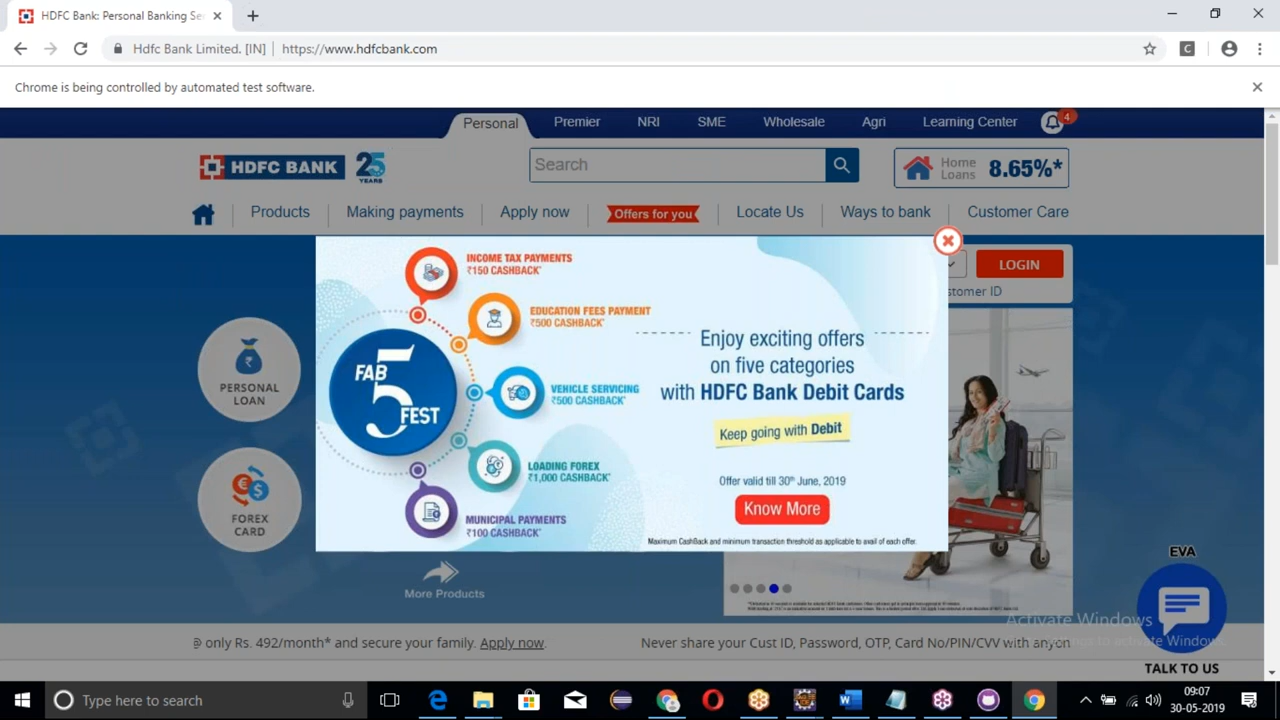 HDFC Bank: Personal Banking Se
Hdfc Bank Limited. [IN] | https://www.hdfcbank.com
Chrome is being controlled by automated test software.
Personal Premier NRI SME Wholesale Agri Learning Center 4
HDFC BANK 25 YEARS Search Home Loans 8.65%*
Products Making payments Apply now Offers for you Locate Us Ways to bank Customer Care
LOGIN
stomer ID
PERSONAL
LOAN
FOREX
CARD
INCOME TAX PAYMENTS
₹150 CASHBACK*
EDUCATION FEES PAYMENT
₹500 CASHBACK*
FAB 5 FEST
VEHICLE SERVICING
₹500 CASHBACK*
LOADING FOREX
₹1,000 CASHBACK*
MUNICIPAL PAYMENTS
₹100 CASHBACK*
Enjoy exciting offers
on five categories
with HDFC Bank Debit Cards
Keep going with Debit
Offer valid till 30th June, 2019
Know More
Maximum CashBack and minimum transaction threshold as applicable to avail of each offer.
More Products
EVA
TALK TO US
Activate Windows
to activate Windows.
@ only Rs. 492/month* and secure your family. Apply now.
Never share your Cust ID, Password, OTP, Card No/PIN/CVV with anyon
Type here to search
09:07
30-05-2019